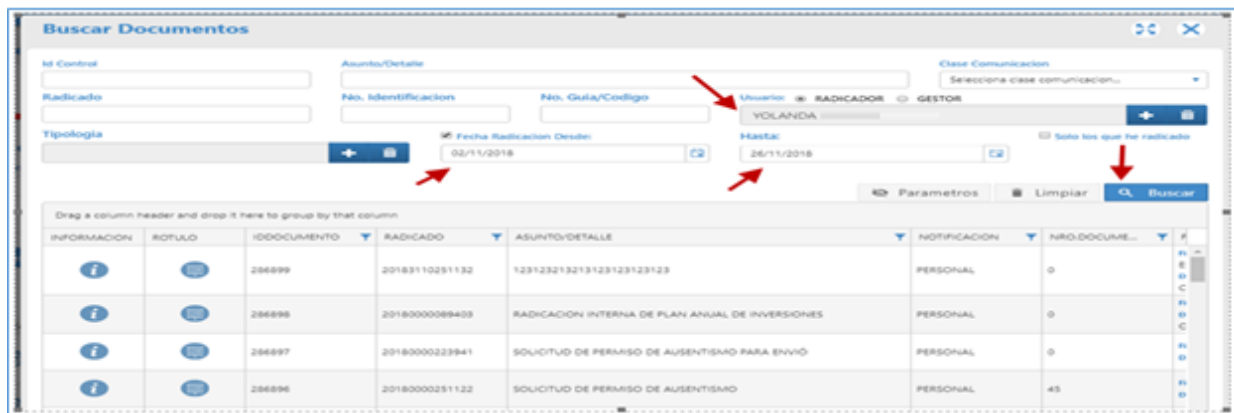 Buscar Documentos
Id Control Asunto/Detalle Clase Comunicacion
Selecciona clase comunicacion...
Radicado No. Identificacion No. Guia/Codigo Usuario: RADICADOR GESTOR
YOLANDA
Tipologia Fecha Radicacion Desde: Hasta: Solo los que he radicado
02/11/2018 26/11/2018
Parametros Limpiar Buscar
Drag a column header and drop it here to group by that column
INFORMACION ROTULO IDDOCUMENTO RADICADO ASUNTO/DETALLE NOTIFICACION NRO.DOCUME...
286899 20183110251132 123123213213123123123123 PERSONAL 0
286898 20180000089403 RADICACION INTERNA DE PLAN ANUAL DE INVERSIONES PERSONAL 0
286897 20180000223941 SOLICITUD DE PERMISO DE AUSENTISMO PARA ENVIÓ PERSONAL 0
286896 20180000251122 SOLICITUD DE PERMISO DE AUSENTISMO PERSONAL 45